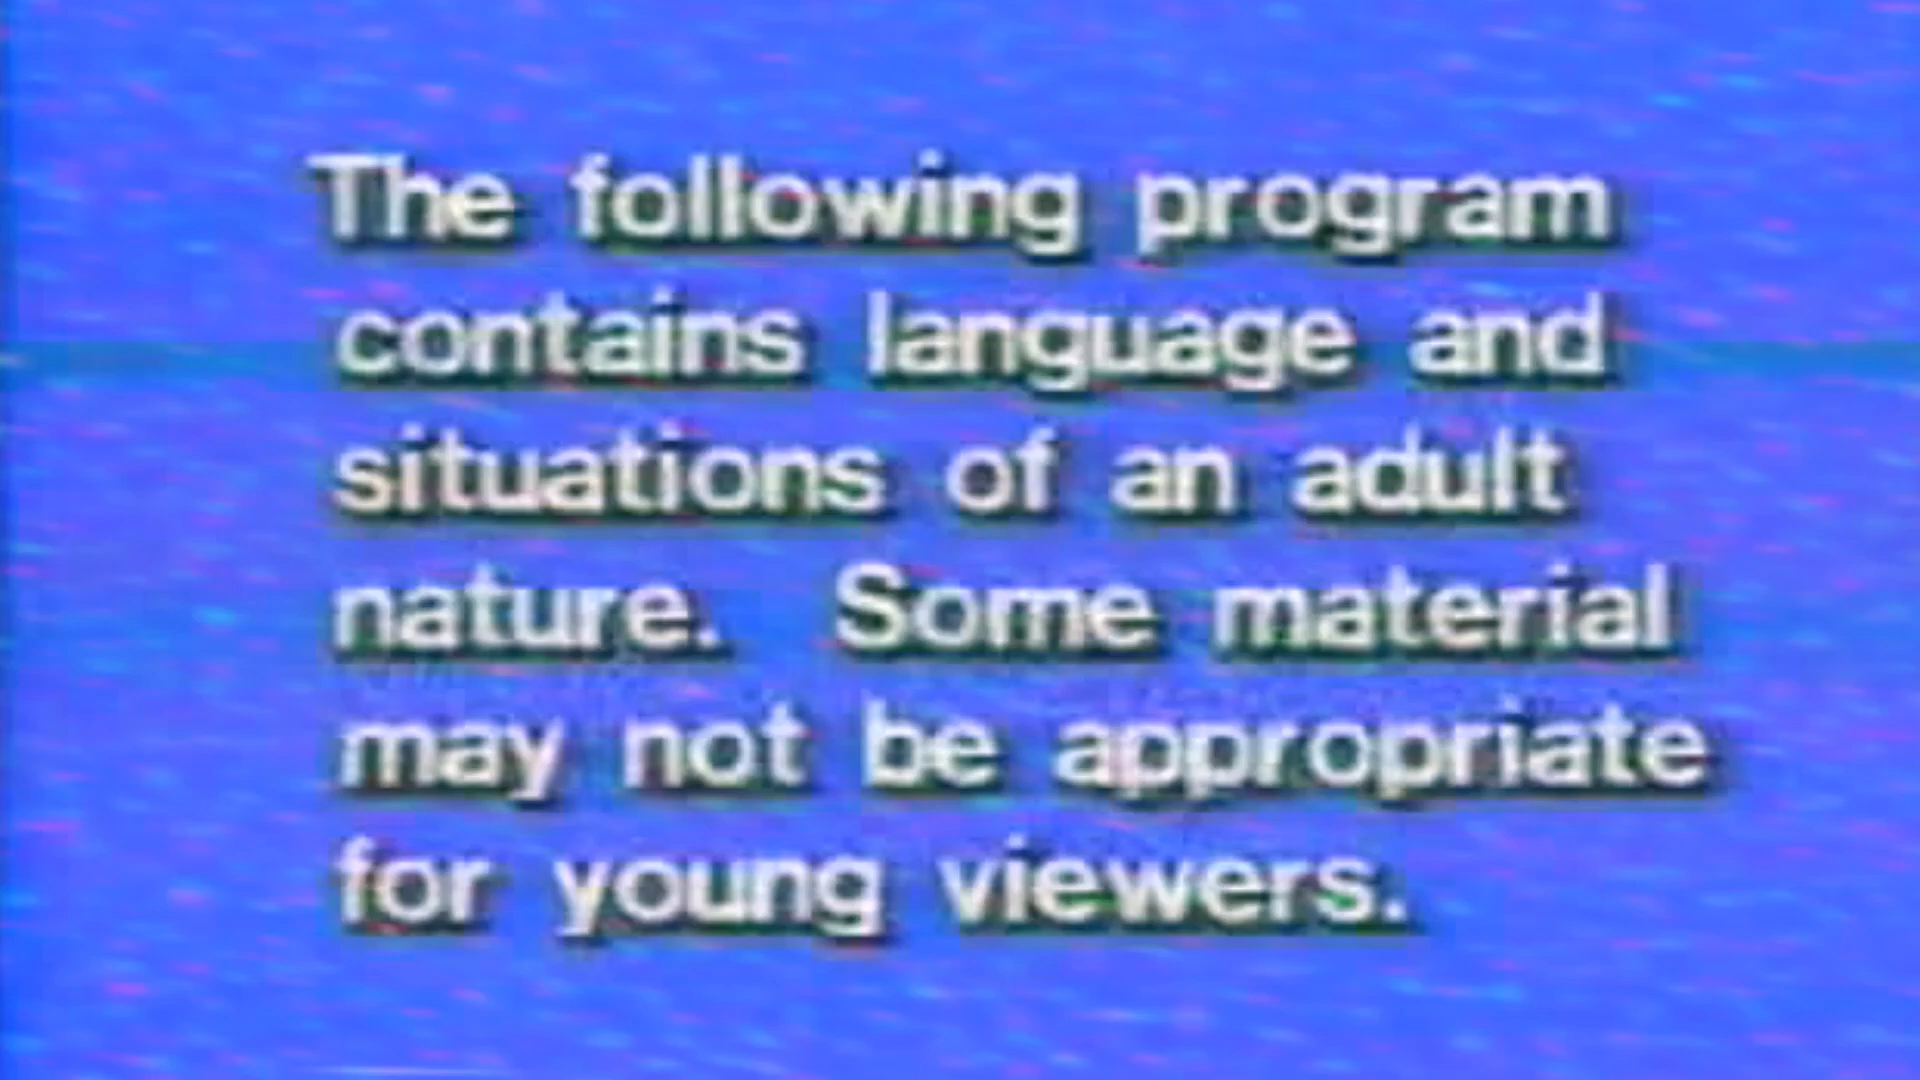 The following program
contains language and
situations of an adult
nature.  Some material
may not be appropriate
for young viewers.